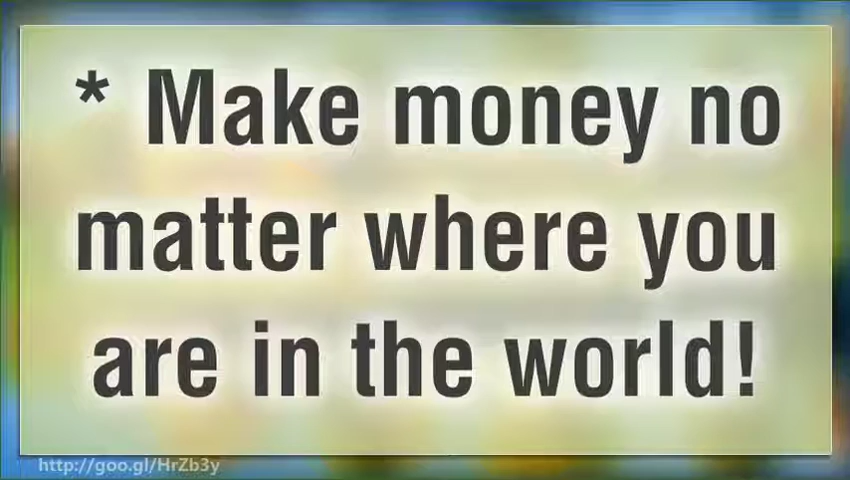 * Make money no
matter where you
are in the world!
http://goo.gl/HrZb3y